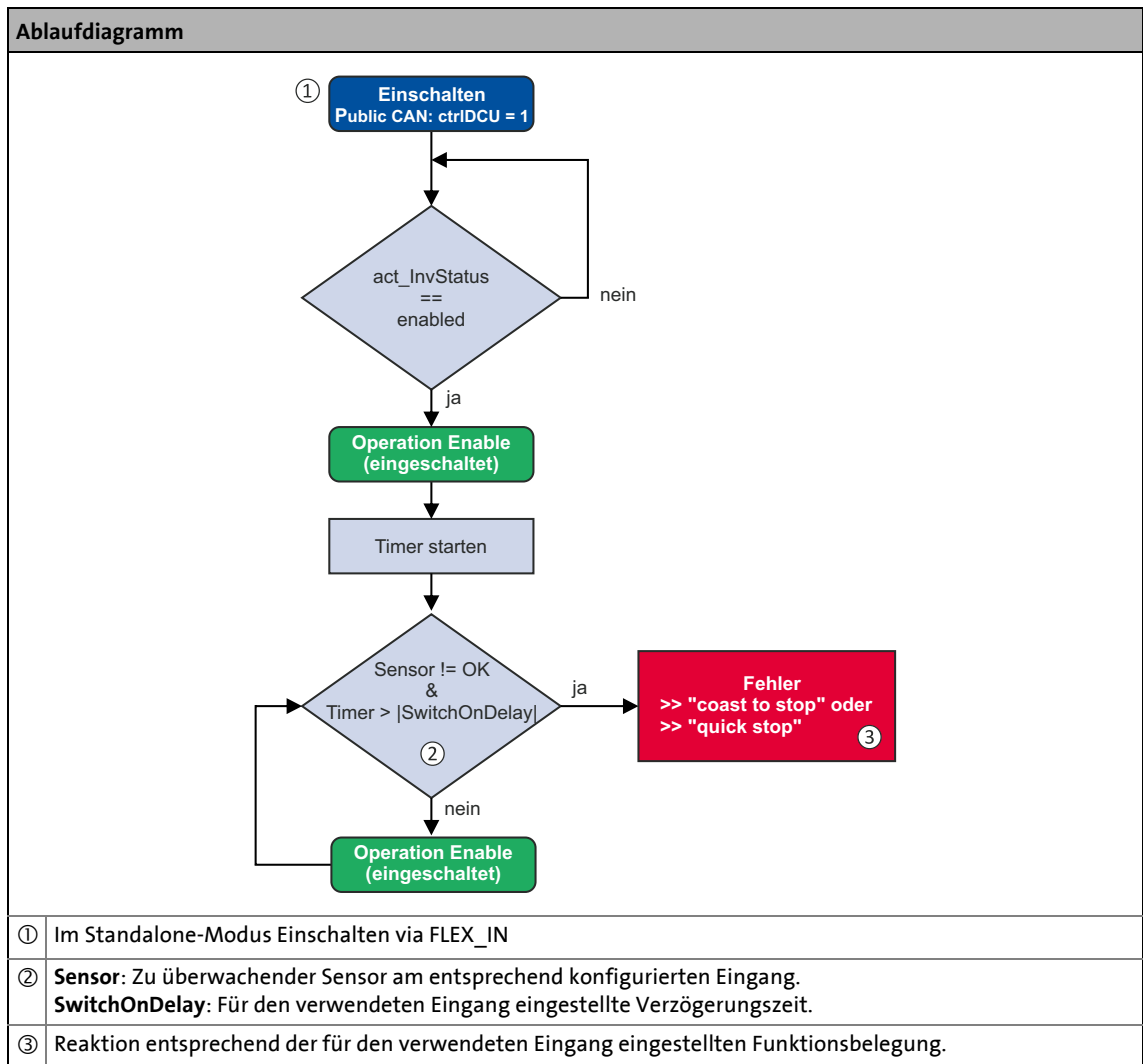 Ablaufdiagramm
①
Einschalten
Public CAN: ctrlDCU = 1
act_InvStatus
==
enabled
nein
ja
Operation Enable
(eingeschaltet)
Timer starten
Sensor != OK
&
Timer > |SwitchOnDelay|
②
ja
Fehler
>> "coast to stop" oder
>> "quick stop"
③
nein
Operation Enable
(eingeschaltet)
① Im Standalone-Modus Einschalten via FLEX_IN
② Sensor: Zu überwachender Sensor am entsprechend konfigurierten Eingang.
SwitchOnDelay: Für den verwendeten Eingang eingestellte Verzögerungszeit.
③ Reaktion entsprechend der für den verwendeten Eingang eingestellten Funktionsbelegung.